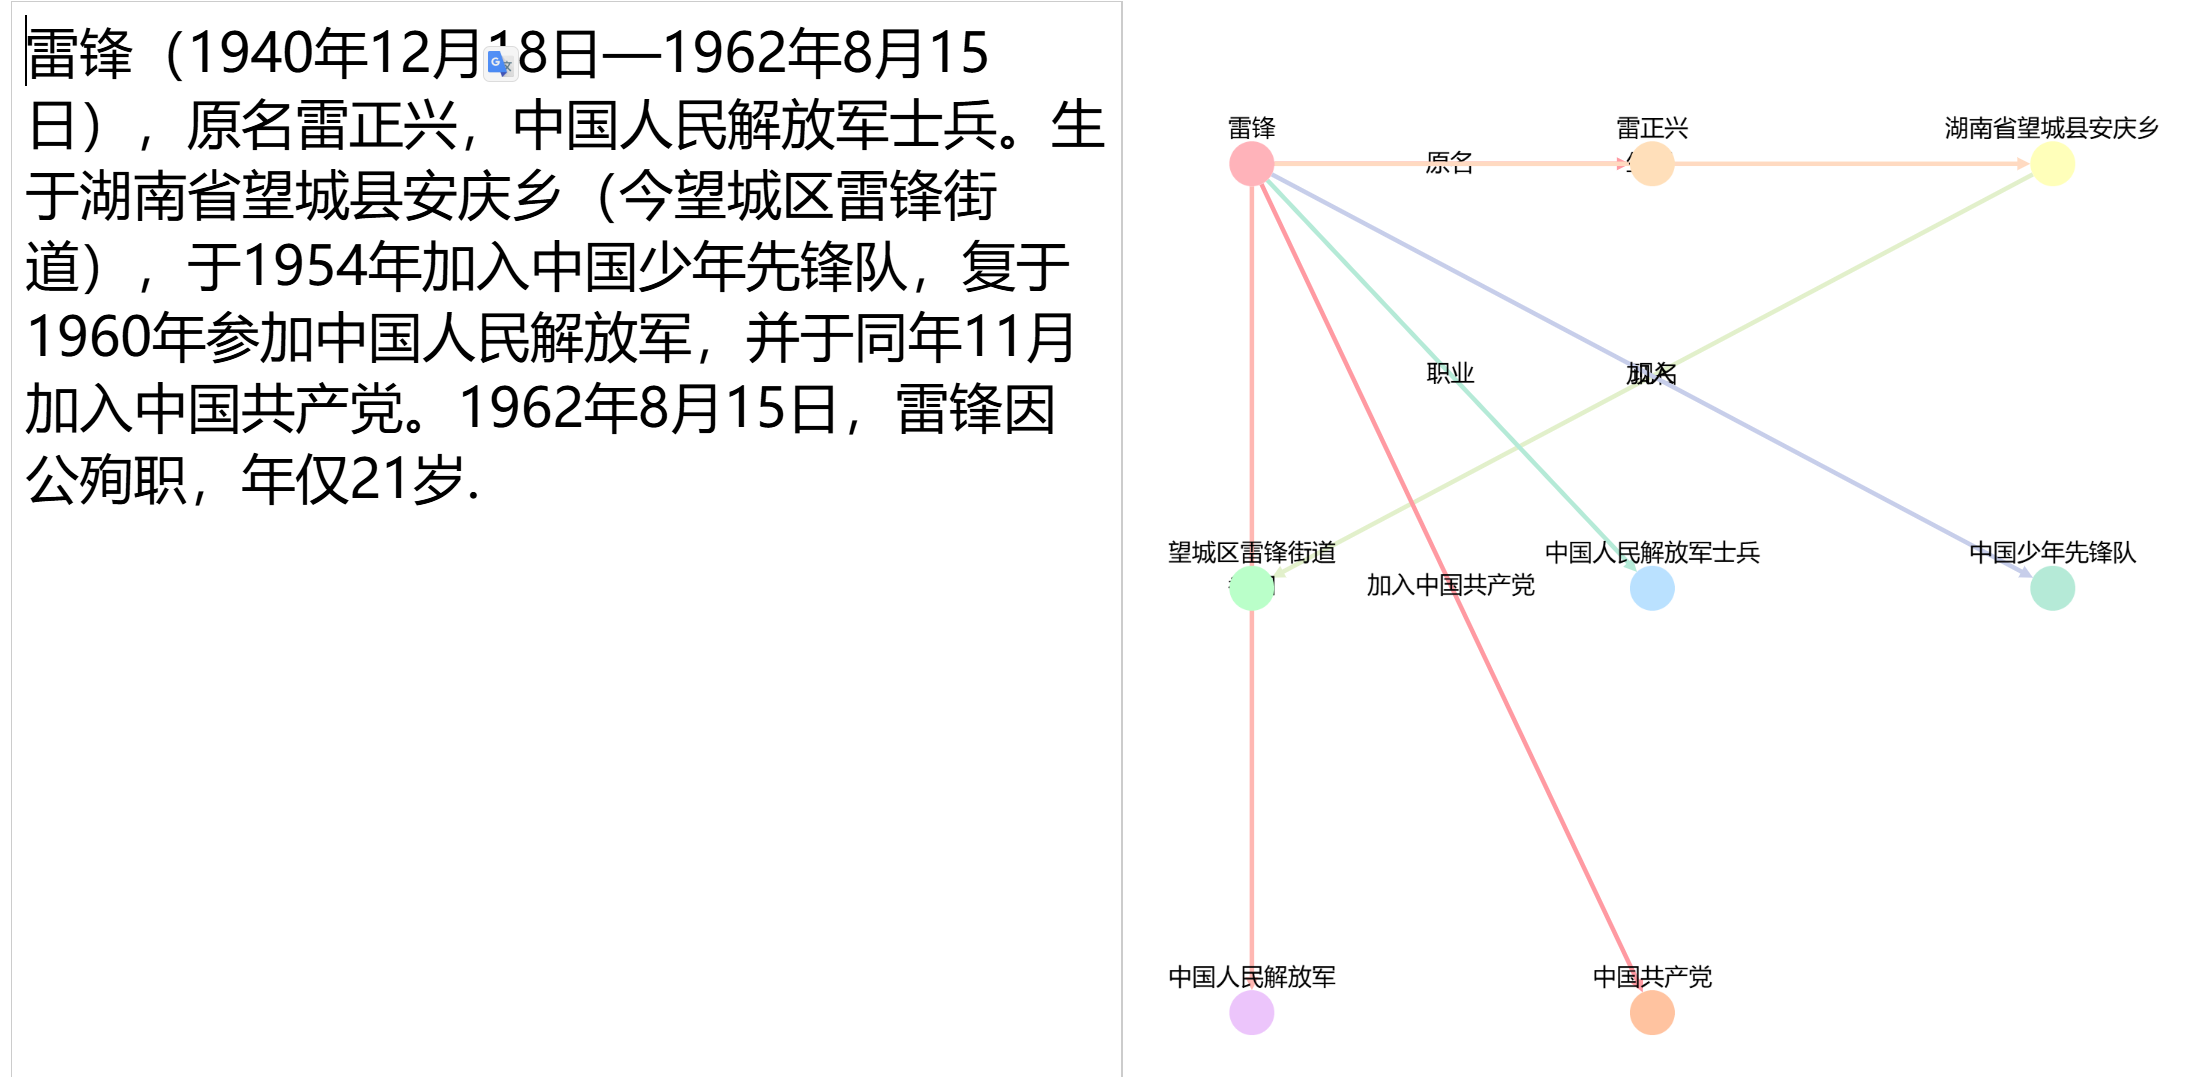 雷锋（1940年12月18日—1962年8月15
日），原名雷正兴，中国人民解放军士兵。生
于湖南省望城县安庆乡（今望城区雷锋街
道），于1954年加入中国少年先锋队，复于
1960年参加中国人民解放军，并于同年11月
加入中国共产党。1962年8月15日，雷锋因
公殉职，年仅21岁.
雷锋
雷正兴
湖南省望城县安庆乡
原名
职业
望城区雷锋街道
中国人民解放军士兵
中国少年先锋队
加入中国共产党
中国人民解放军
中国共产党